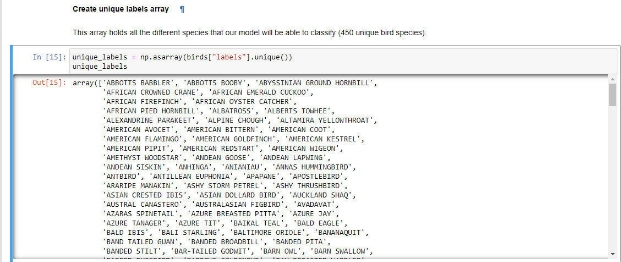 Create unique labels array ¶
This array holds all the different species that our model will be able to classify (450 unique bird species).
In [15]: unique_labels = np.asarray(birds["labels"].unique())
unique_labels
Out[15]: array(['ABBOTTS BABBLER', 'ABBOTTS BOOBY', 'ABYSSINIAN GROUND HORNBILL',
'AFRICAN CROWNED CRANE', 'AFRICAN EMERALD CUCKOO',
'AFRICAN FIREFINCH', 'AFRICAN OYSTER CATCHER',
'AFRICAN PIED HORNBILL', 'ALBATROSS', 'ALBERTS TOWHEE',
'ALEXANDRINE PARAKEET', 'ALPINE CHOUGH', 'ALTAMIRA YELLOWTHROAT',
'AMERICAN AVOCET', 'AMERICAN BITTERN', 'AMERICAN COOT',
'AMERICAN FLAMINGO', 'AMERICAN GOLDFINCH', 'AMERICAN KESTREL',
'AMERICAN PIPIT', 'AMERICAN REDSTART', 'AMERICAN WIGEON',
'AMETHYST WOODSTAR', 'ANDEAN GOOSE', 'ANDEAN LAPWING',
'ANDEAN SISKIN', 'ANHINGA', 'ANIANIAU', 'ANNAS HUMMINGBIRD',
'ANTBIRD', 'ANTILLEAN EUPHONIA', 'APAPANE', 'APOSTLEBIRD',
'ARARIPE MANAKIN', 'ASHY STORM PETREL', 'ASHY THRUSHBIRD',
'ASIAN CRESTED IBIS', 'ASIAN DOLLARD BIRD', 'AUCKLAND SHAQ',
'AUSTRAL CANASTERO', 'AUSTRALASIAN FIGBIRD', 'AVADAVAT',
'AZARAS SPINETAIL', 'AZURE BREASTED PITTA', 'AZURE JAY',
'AZURE TANAGER', 'AZURE TIT', 'BAIKAL TEAL', 'BALD EAGLE',
'BALD IBIS', 'BALI STARLING', 'BALTIMORE ORIOLE', 'BANANAQUIT',
'BAND TAILED GUAN', 'BANDED BROADBILL', 'BANDED PITA',
'BANDED STILT', 'BAR-TAILED GODWIT', 'BARN OWL', 'BARN SWALLOW',